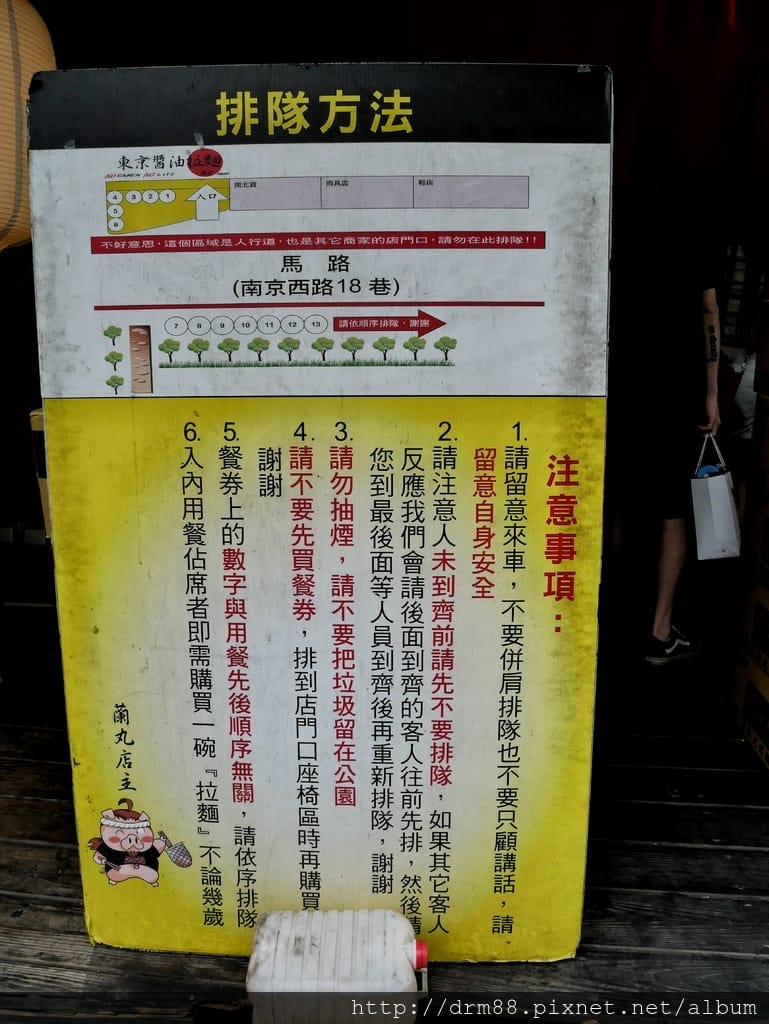 排隊方法
東京醬油拉麵
NO RAMEN NO LIFE
南北貨
雨具店
鞋店
入口
4 3 2 1
5
6
不好意思，這個區域是人行道，也是其它商家的店門口，請勿在此排隊!!
馬 路
(南京西路18 巷)
7 8 9 10 11 12 13
請依順序排隊，謝謝
注意事項：
1. 請留意來車，不要併肩排隊也不要只顧講話，請
留意自身安全
2. 請注意人未到齊前請先不要排隊，如果其它客人
反應我們會請後面到齊的客人往前先排，然後請
您到最後面等人員到齊後再重新排隊，謝謝
3. 請勿抽煙，請不要把垃圾留在公園
4. 請不要先買餐券，排到店門口座椅區時再購買
謝謝
5. 餐券上的數字與用餐先後順序無關，請依序排隊
6. 入內用餐佔席者即需購買一碗『拉麵』不論幾歲
蘭丸店主
http://drm88.pixnet.net/album